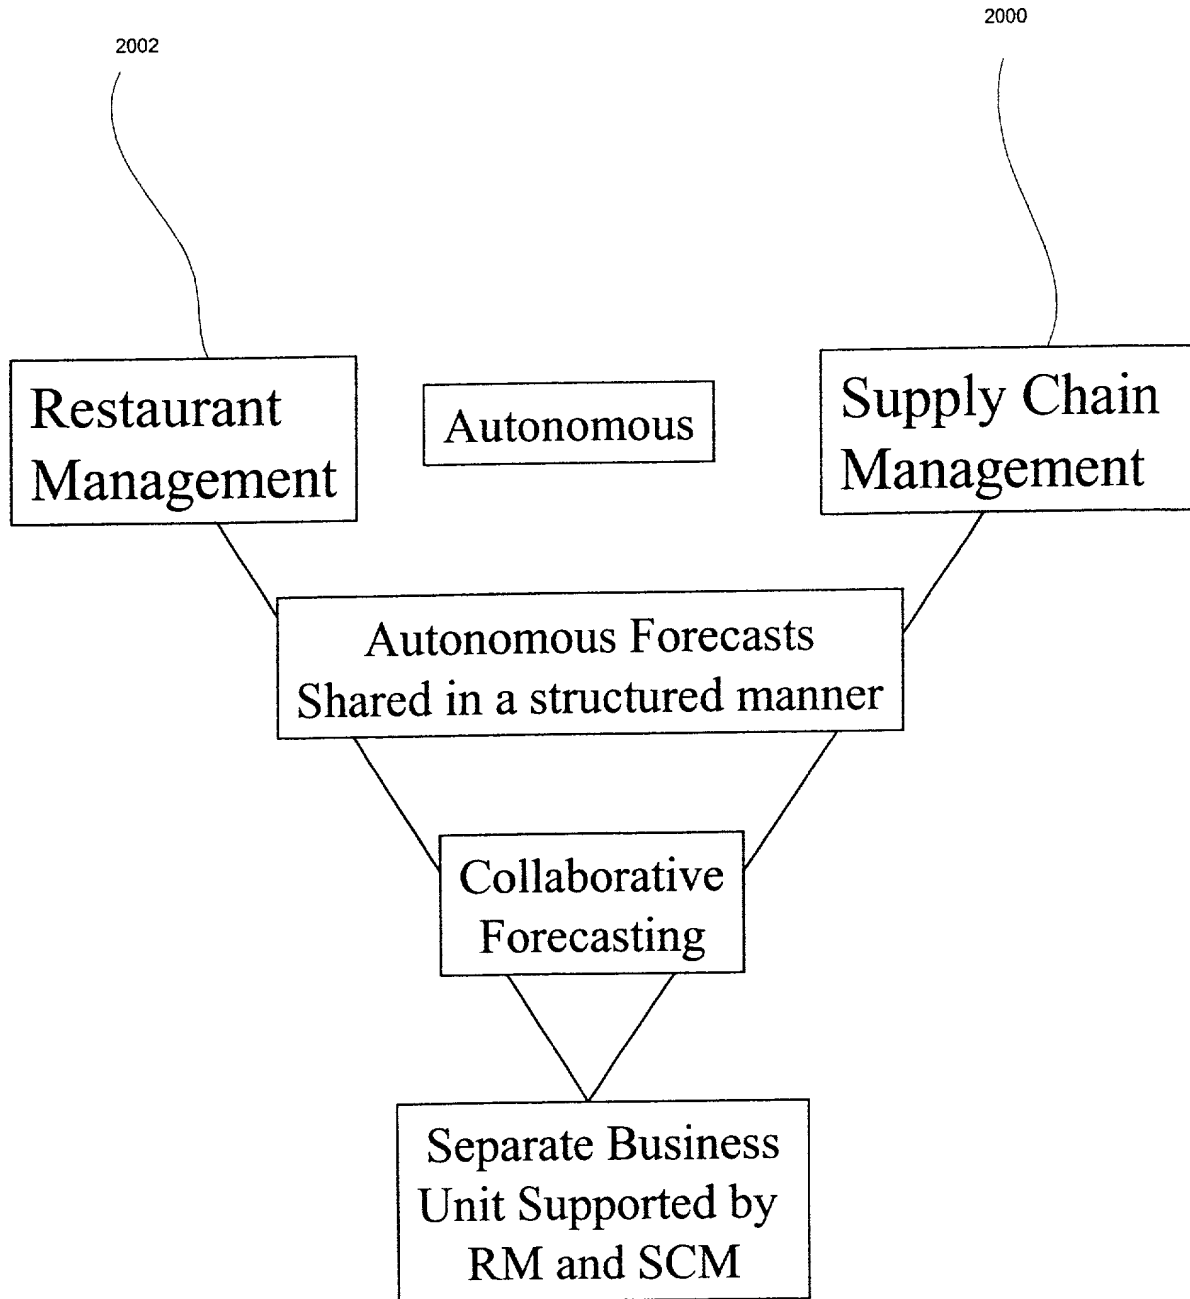 2002
2000
Restaurant
Management
Autonomous
Supply Chain
Management
Autonomous Forecasts
Shared in a structured manner
Collaborative
Forecasting
Separate Business
Unit Supported by
RM and SCM